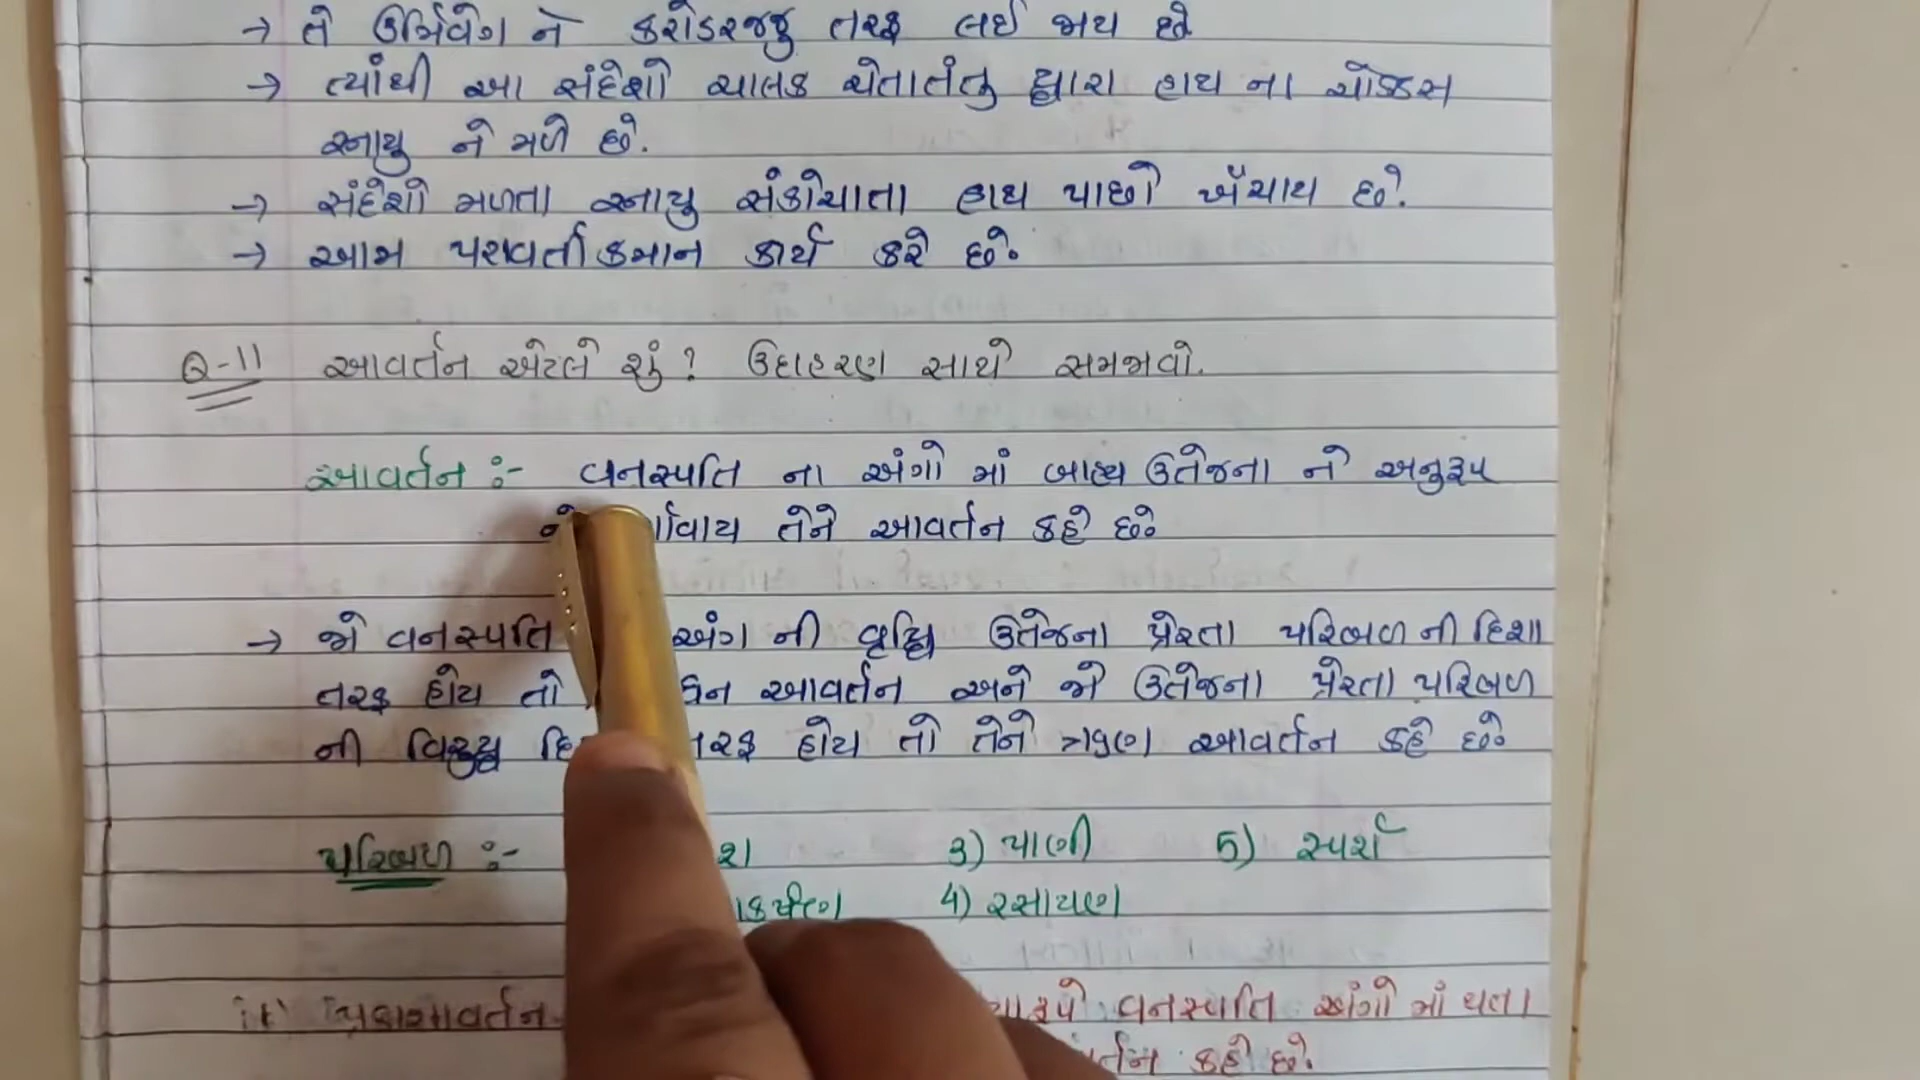 → તે ઊર્મિવેગ ને કરોડરજજુ તરફ લઈ જાય છે
→ ત્યાંથી આ સંદેશો ચાલક ચેતાતંતુ દ્વારા હાથ ના ચોક્કસ
સ્નાયુ ને મળે છે.
→ સંદેશો મળતા સ્નાયુ સંકોચાતા હાથ પાછો ખેંચાય છે.
→ આમ પરાવર્તી કમાન કાર્ય કરે છે.
Q-11 આવર્તન એટલે શું? ઉદાહરણ સાથે સમજાવો.
આવર્તન :- વનસ્પતિ ના અંગો માં બાહ્ય ઉતેજના ને અનુરૂપ
તેને આવર્તન કહે છે.
→ જો વનસ્પતિ અંગ ની વૃદ્ધિ ઉતેજના પ્રેરતા પરિબળ ની દિશા
તરફ હોય તો ધન આવર્તન અને જો ઉતેજના પ્રેરતા પરિબળ
ની વિરુદ્ધ તરફ હોય તો તેને ઋણ આવર્તન કહે છે.
પરિબળ :- 3) પાણી 5) સ્પર્શ
4) રસાયણ
વનસ્પતિ અંગો માં થતા
કહે છે.